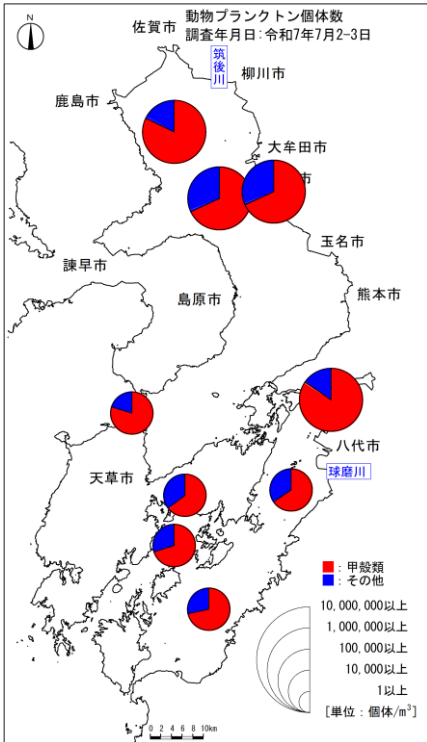 N
動物プランクトン個体数
調査年月日:令和7年7月2-3日
佐賀市
筑後川
柳川市
鹿島市
大牟田市
市
玉名市
諫早市
熊本市
島原市
八代市
球磨川
天草市
:甲殻類
:その他
10,000,000以上
1,000,000以上
100,000以上
10,000以上
1以上
[単位:個体/m³]
0 2 4 6 8 10km